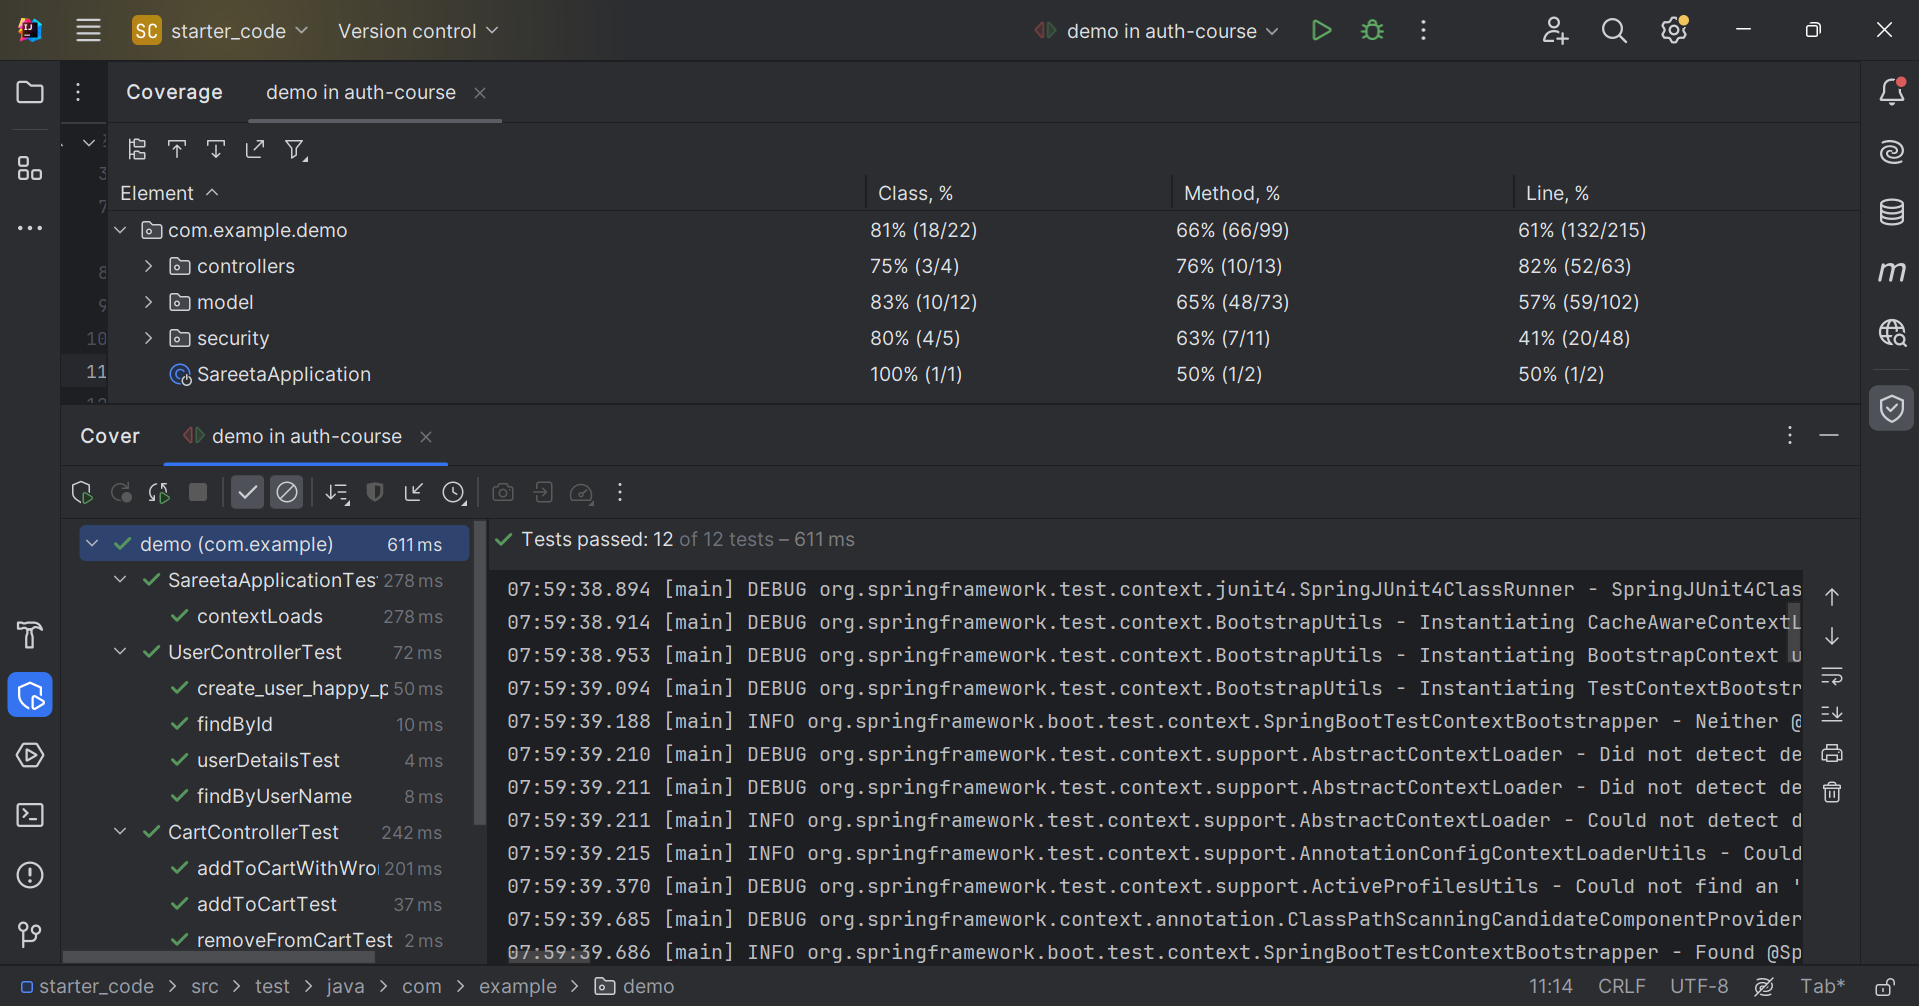 SC starter_code Version control demo in auth-course
Coverage demo in auth-course
Element Class, % Method, % Line, %
com.example.demo 81% (18/22) 66% (66/99) 61% (132/215)
controllers 75% (3/4) 76% (10/13) 82% (52/63)
model 83% (10/12) 65% (48/73) 57% (59/102)
security 80% (4/5) 63% (7/11) 41% (20/48)
SareetaApplication 100% (1/1) 50% (1/2) 50% (1/2)
3
7
8
9
10
11
Cover demo in auth-course
Tests passed: 12 of 12 tests – 611 ms
demo (com.example) 611 ms
SareetaApplicationTes 278 ms
contextLoads 278 ms
UserControllerTest 72 ms
create_user_happy_p 50 ms
findById 10 ms
userDetailsTest 4 ms
findByUserName 8 ms
CartControllerTest 242 ms
addToCartWithWro 201 ms
addToCartTest 37 ms
removeFromCartTest 2 ms
07:59:38.894 [main] DEBUG org.springframework.test.context.junit4.SpringJUnit4ClassRunner - SpringJUnit4Clas
07:59:38.914 [main] DEBUG org.springframework.test.context.BootstrapUtils - Instantiating CacheAwareContextL
07:59:38.953 [main] DEBUG org.springframework.test.context.BootstrapUtils - Instantiating BootstrapContext u
07:59:39.094 [main] DEBUG org.springframework.test.context.BootstrapUtils - Instantiating TestContextBootstr
07:59:39.188 [main] INFO org.springframework.boot.test.context.SpringBootTestContextBootstrapper - Neither @
07:59:39.210 [main] DEBUG org.springframework.test.context.support.AbstractContextLoader - Did not detect de
07:59:39.211 [main] DEBUG org.springframework.test.context.support.AbstractContextLoader - Did not detect de
07:59:39.211 [main] INFO org.springframework.test.context.support.AbstractContextLoader - Could not detect d
07:59:39.215 [main] INFO org.springframework.test.context.support.AnnotationConfigContextLoaderUtils - Could
07:59:39.370 [main] DEBUG org.springframework.test.context.support.ActiveProfilesUtils - Could not find an '
07:59:39.685 [main] DEBUG org.springframework.context.annotation.ClassPathScanningCandidateComponentProvider
07:59:39.686 [main] INFO org.springframework.boot.test.context.SpringBootTestContextBootstrapper - Found @Sp
starter_code > src > test > java > com > example > demo 11:14 CRLF UTF-8 Tab*